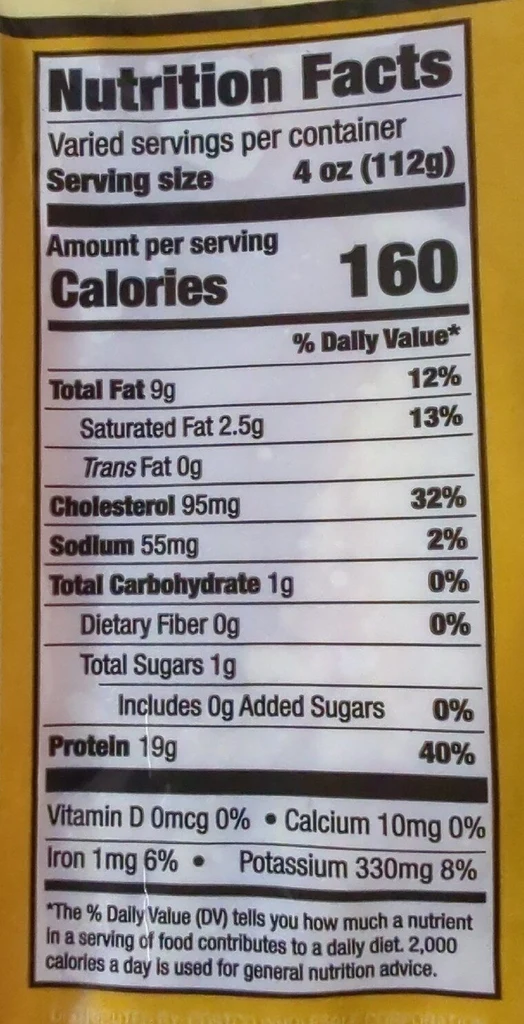 Nutrition Facts
Varied servings per container
Serving size 4 oz (112g)
Amount per serving
Calories 160
% Daily Value*
Total Fat 9g 12%
Saturated Fat 2.5g 13%
Trans Fat 0g
Cholesterol 95mg 32%
Sodium 55mg 2%
Total Carbohydrate 1g 0%
Dietary Fiber 0g 0%
Total Sugars 1g
Includes 0g Added Sugars 0%
Protein 19g 40%
Vitamin D 0mcg 0% • Calcium 10mg 0%
Iron 1mg 6% • Potassium 330mg 8%
*The % Daily Value (DV) tells you how much a nutrient
in a serving of food contributes to a daily diet. 2,000
calories a day is used for general nutrition advice.